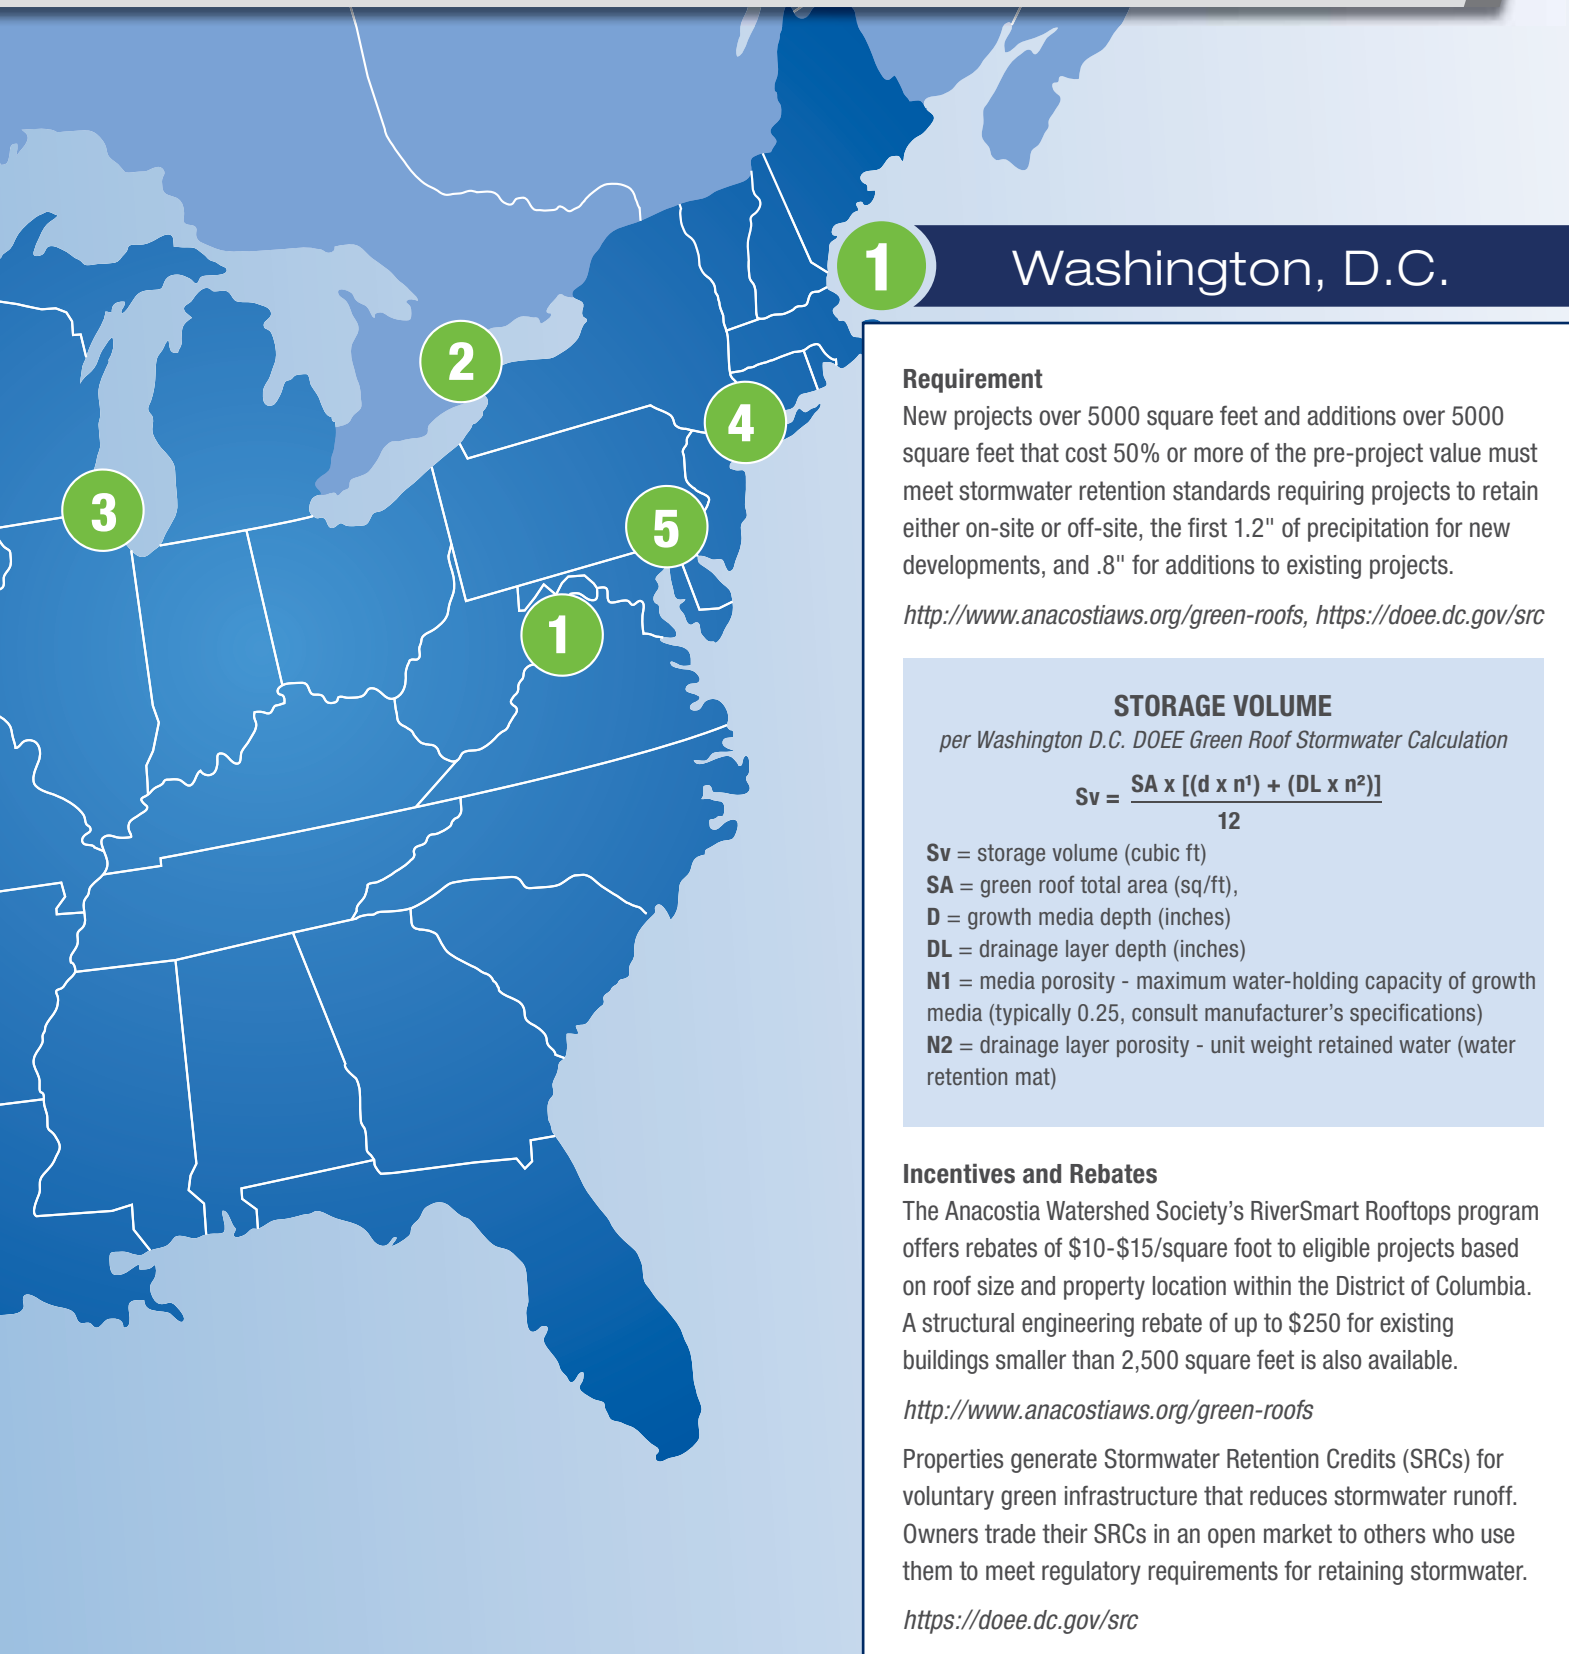 2
4
3
5
1
1
Washington, D.C.
Requirement
New projects over 5000 square feet and additions over 5000
square feet that cost 50% or more of the pre-project value must
meet stormwater retention standards requiring projects to retain
either on-site or off-site, the first 1.2" of precipitation for new
developments, and .8" for additions to existing projects.
http://www.anacostiaws.org/green-roofs, https://doee.dc.gov/src
STORAGE VOLUME
per Washington D.C. DOEE Green Roof Stormwater Calculation
Sv = SA x [(d x n¹) + (DL x n²)]
12
Sv = storage volume (cubic ft)
SA = green roof total area (sq/ft),
D = growth media depth (inches)
DL = drainage layer depth (inches)
N1 = media porosity - maximum water-holding capacity of growth
media (typically 0.25, consult manufacturer’s specifications)
N2 = drainage layer porosity - unit weight retained water (water
retention mat)
Incentives and Rebates
The Anacostia Watershed Society’s RiverSmart Rooftops program
offers rebates of $10-$15/square foot to eligible projects based
on roof size and property location within the District of Columbia.
A structural engineering rebate of up to $250 for existing
buildings smaller than 2,500 square feet is also available.
http://www.anacostiaws.org/green-roofs
Properties generate Stormwater Retention Credits (SRCs) for
voluntary green infrastructure that reduces stormwater runoff.
Owners trade their SRCs in an open market to others who use
them to meet regulatory requirements for retaining stormwater.
https://doee.dc.gov/src